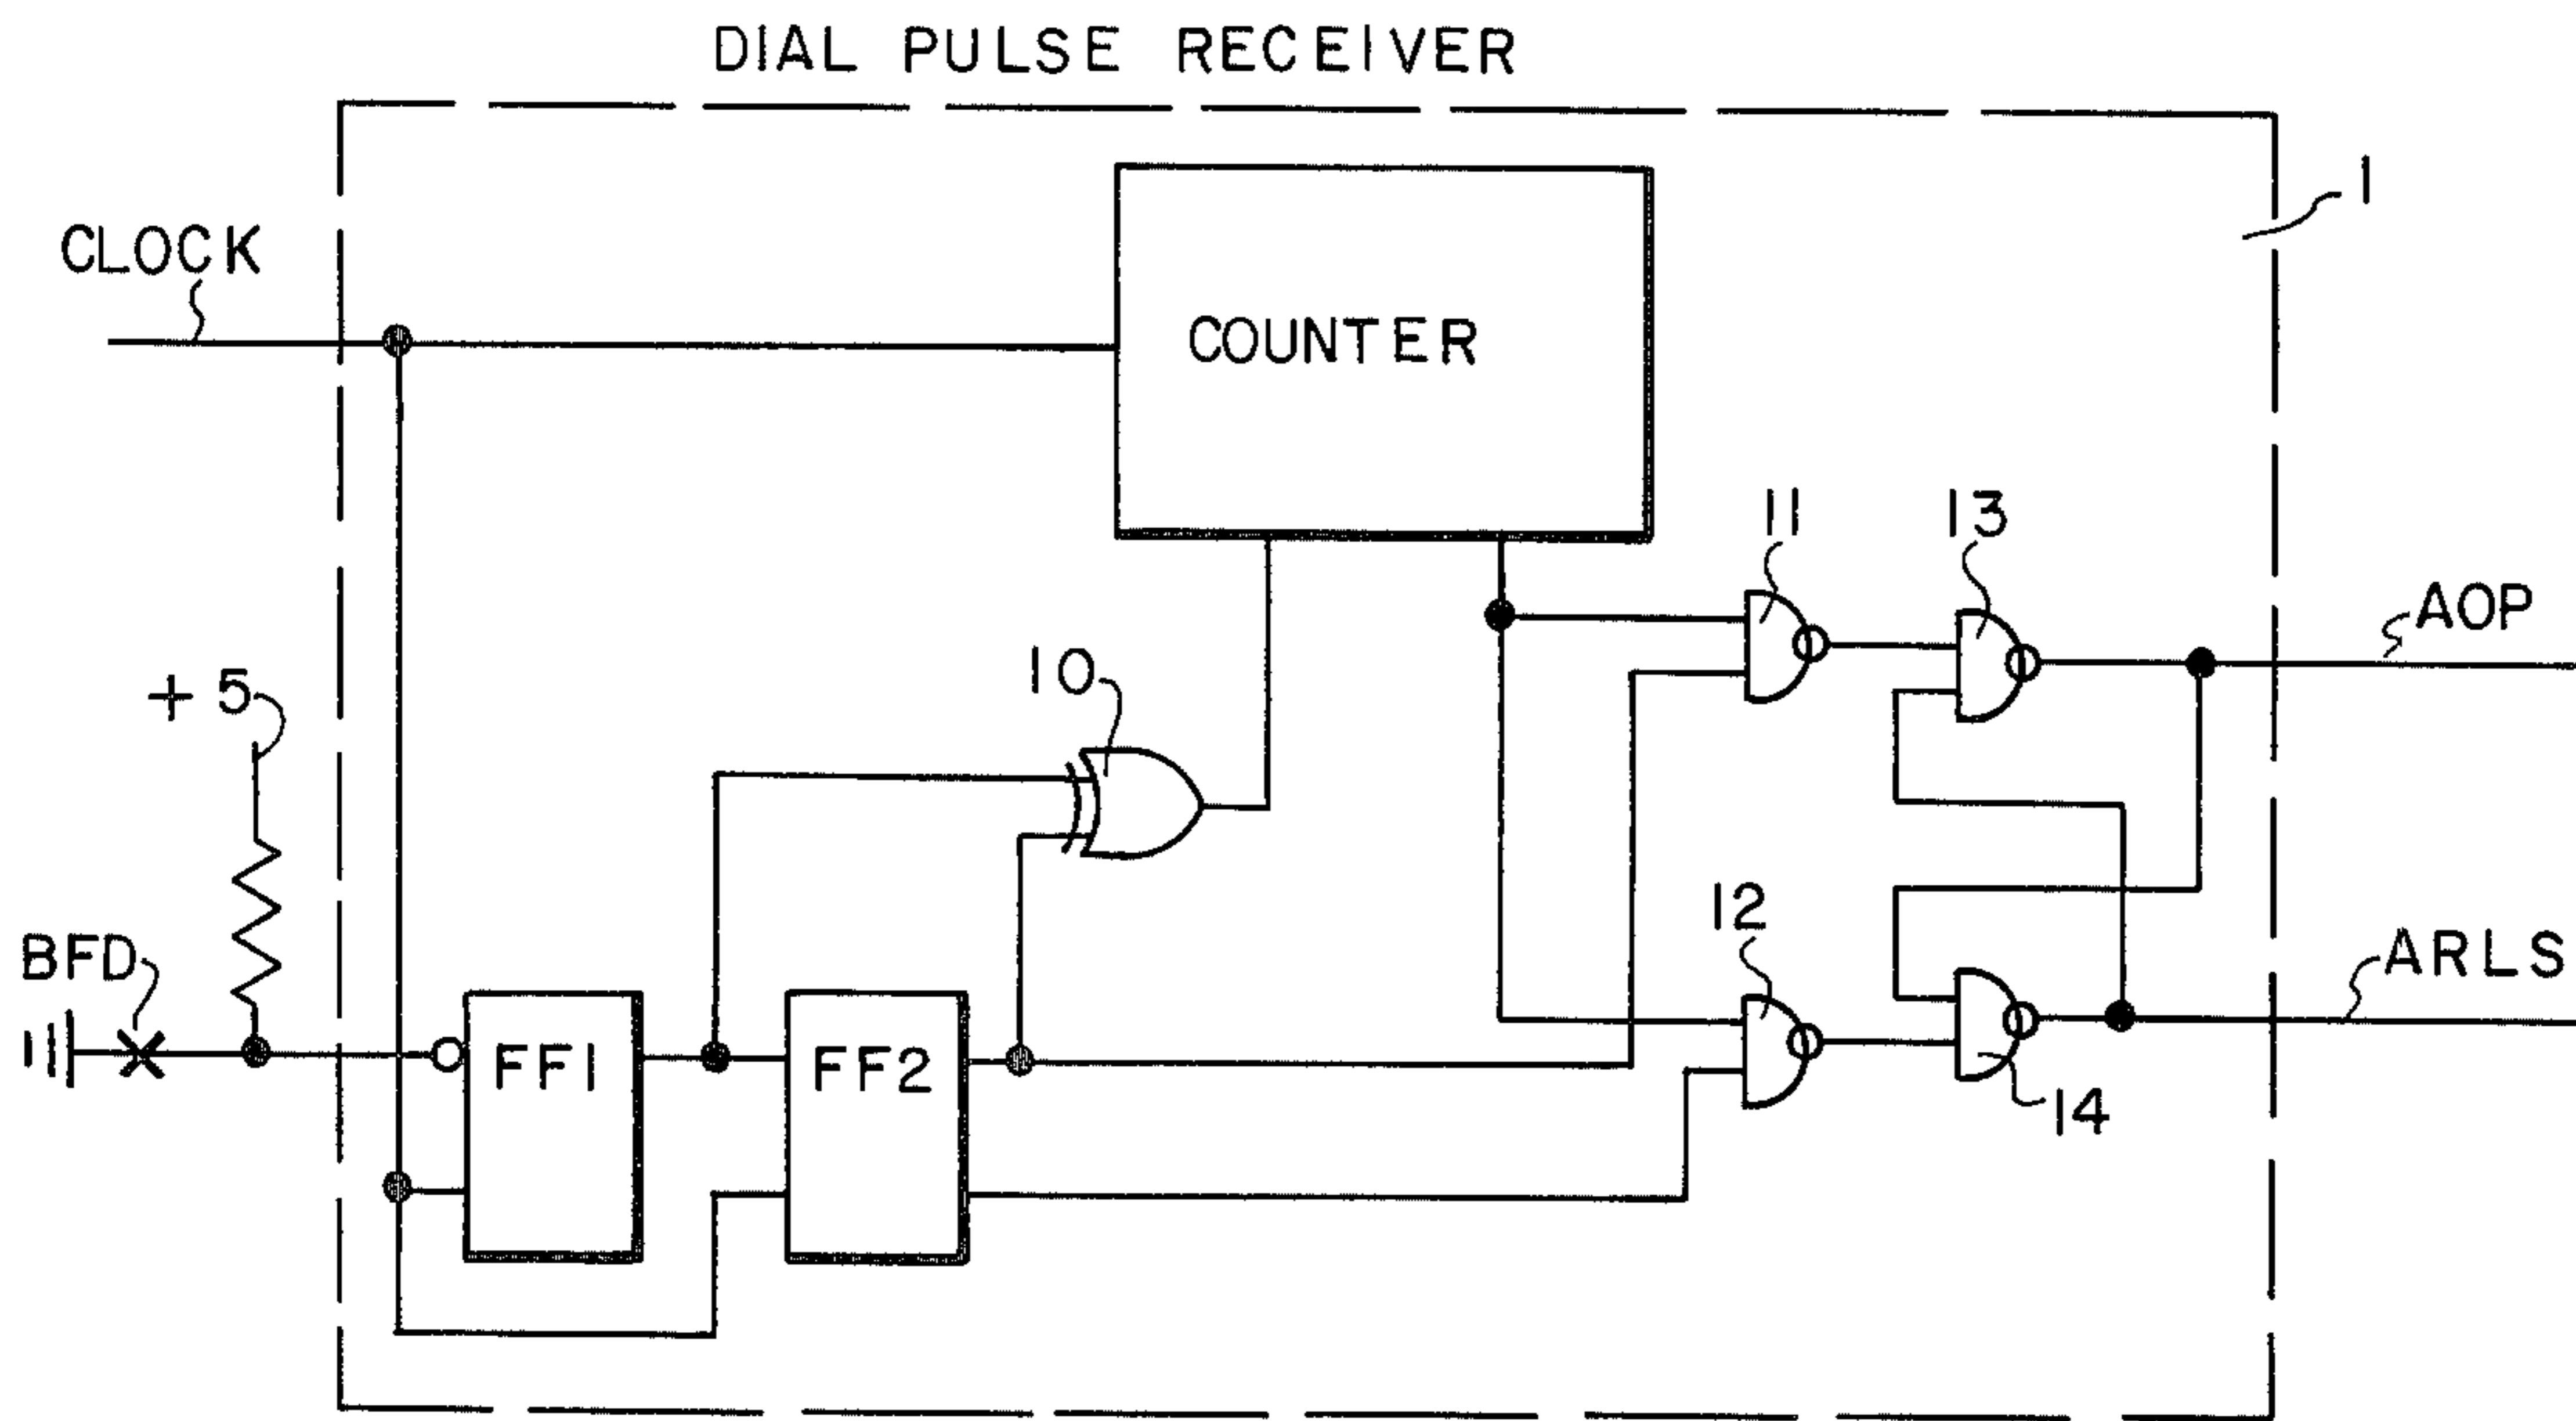 DIAL PULSE RECEIVER
1
CLOCK
COUNTER
11
13
AOP
10
+5
12
BFD
ARLS
FF1
FF2
14